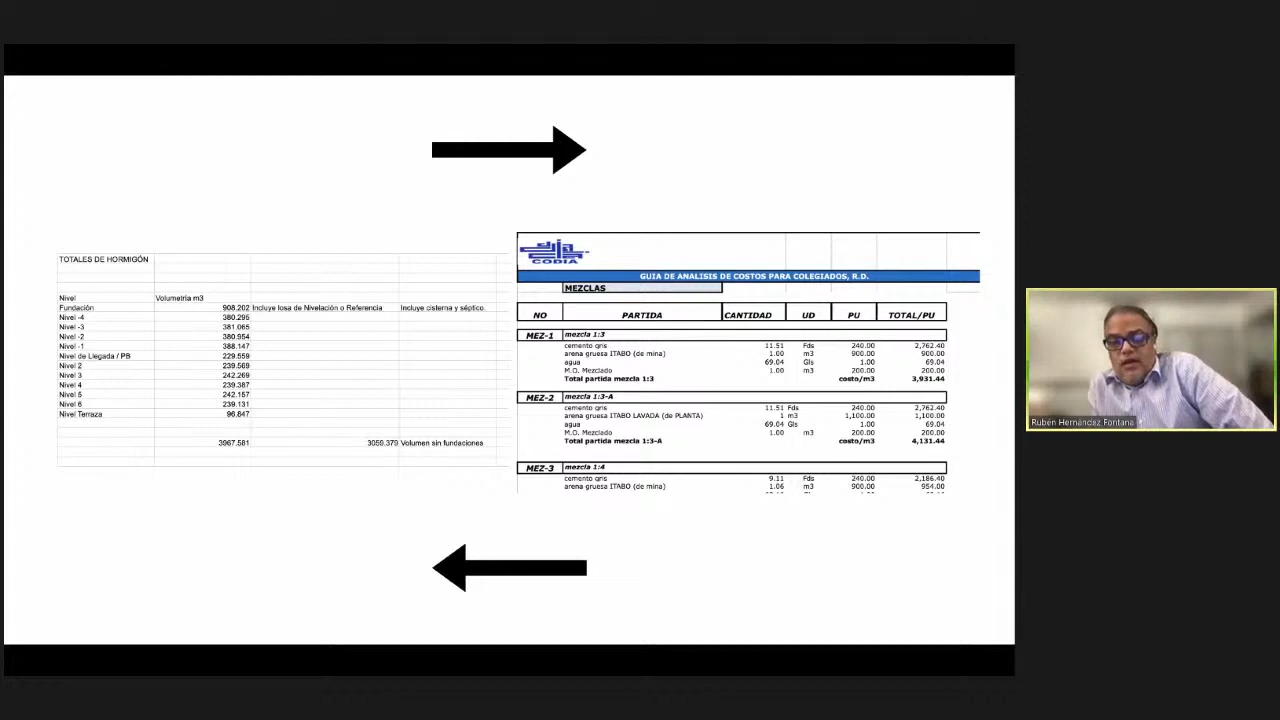 TOTALES DE HORMIGÓN
Nivel Volumetria m3
Fundación 908.202 Incluye losa de Nivelación o Referencia Incluye cisterna y séptico.
Nivel -4 380.295
Nivel -3 381.065
Nivel -2 380.954
Nivel -1 388.147
Nivel de Llegada / PB 229.559
Nivel 2 239.569
Nivel 3 242.269
Nivel 4 239.387
Nivel 5 242.157
Nivel 6 239.131
Nivel Terraza 96.847
3967.581 3059.379 Volumen sin fundaciones
CODIA
GUIA DE ANALISIS DE COSTOS PARA COLEGIADOS, R.D.
MEZCLAS
NO PARTIDA CANTIDAD UD PU TOTAL/PU
MEZ-1 mezcla 1:3
cemento gris 11.51 Fds 240.00 2,762.40
arena gruesa ITABO (de mina) 1.00 m3 900.00 900.00
agua 69.04 Gls 1.00 69.04
M.O. Mezclado 1.00 m3 200.00 200.00
Total partida mezcla 1:3 costo/m3 3,931.44
MEZ-2 mezcla 1:3-A
cemento gris 11.51 Fds 240.00 2,762.40
arena gruesa ITABO LAVADA (de PLANTA) 1 m3 1,100.00 1,100.00
agua 69.04 Gls 1.00 69.04
M.O. Mezclado 1.00 m3 200.00 200.00
Total partida mezcla 1:3-A costo/m3 4,131.44
MEZ-3 mezcla 1:4
cemento gris 9.11 Fds 240.00 2,186.40
arena gruesa ITABO (de mina) 1.06 m3 900.00 954.00
Rubén Hernández Fontana